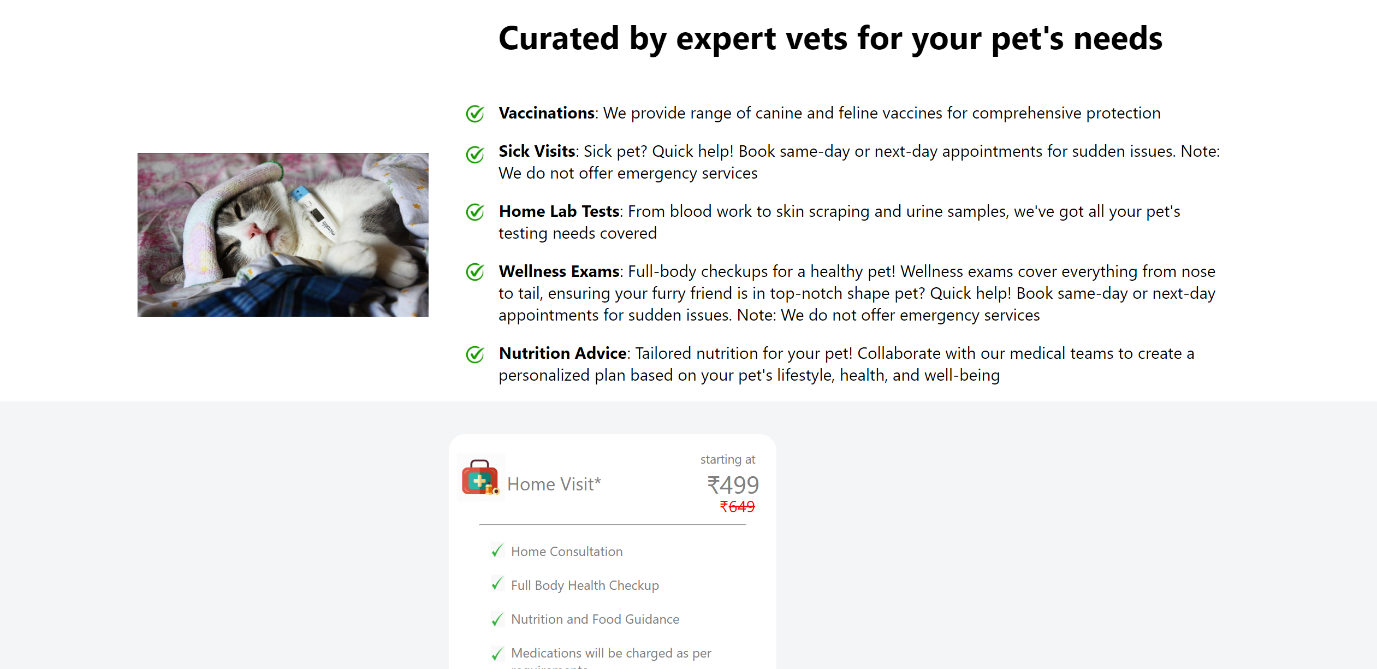 Curated by expert vets for your pet's needs
Vaccinations: We provide range of canine and feline vaccines for comprehensive protection
Sick Visits: Sick pet? Quick help! Book same-day or next-day appointments for sudden issues. Note:
We do not offer emergency services
Home Lab Tests: From blood work to skin scraping and urine samples, we've got all your pet's
testing needs covered
Wellness Exams: Full-body checkups for a healthy pet! Wellness exams cover everything from nose
to tail, ensuring your furry friend is in top-notch shape pet? Quick help! Book same-day or next-day
appointments for sudden issues. Note: We do not offer emergency services
Nutrition Advice: Tailored nutrition for your pet! Collaborate with our medical teams to create a
personalized plan based on your pet's lifestyle, health, and well-being
starting at
Home Visit*
₹499
₹649
Home Consultation
Full Body Health Checkup
Nutrition and Food Guidance
Medications will be charged as per